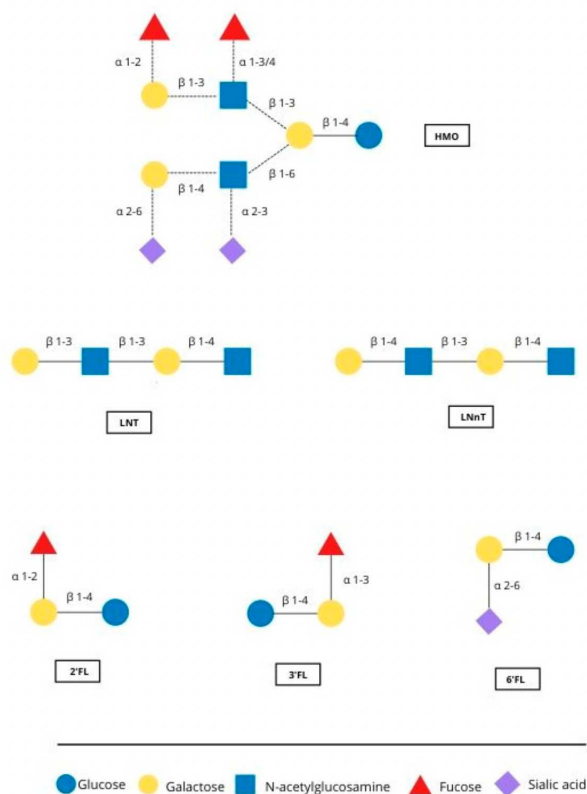 α 1-2
α 1-3/4
β 1-3
β 1-3
β 1-4
HMO
β 1-4
β 1-6
α 2-6
α 2-3
β 1-3 β 1-3 β 1-4
LNT
β 1-4 β 1-3 β 1-4
LNnT
α 1-2
β 1-4
2'FL
α 1-3
β 1-4
3'FL
β 1-4
α 2-6
6'FL
Glucose Galactose N-acetylglucosamine Fucose Sialic acid